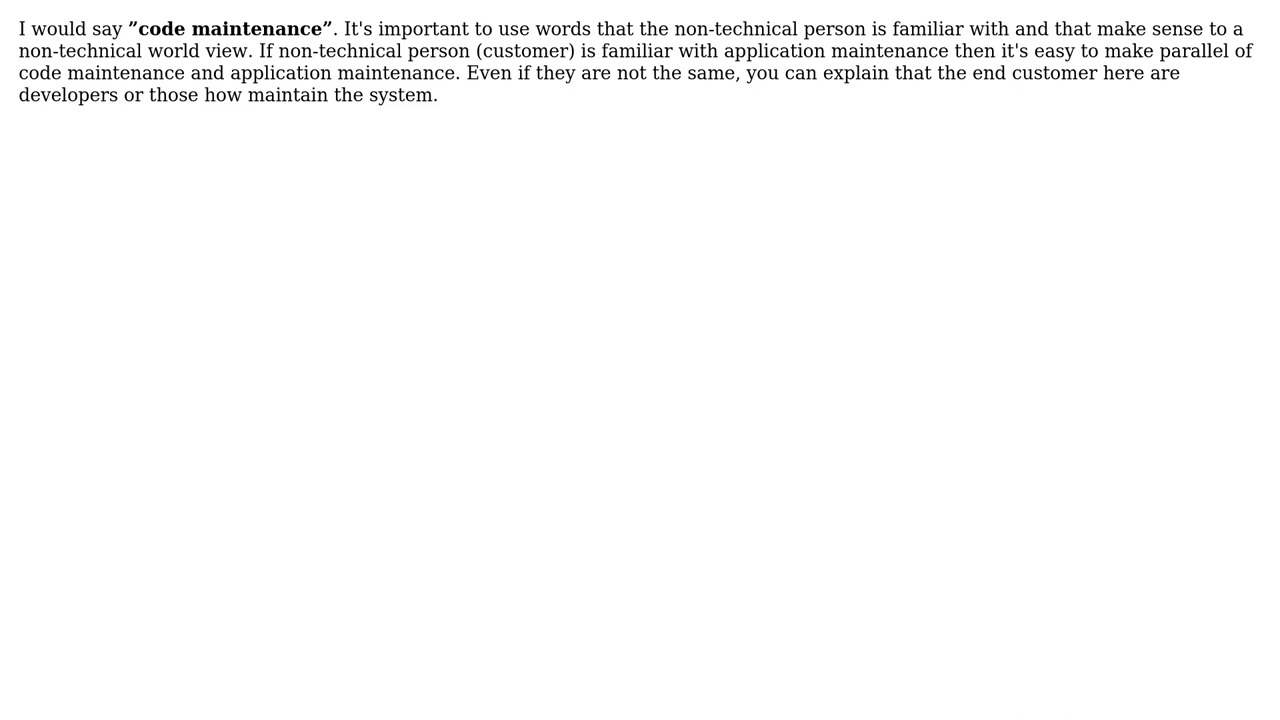 I would say ”code maintenance”. It's important to use words that the non-technical person is familiar with and that make sense to a
non-technical world view. If non-technical person (customer) is familiar with application maintenance then it's easy to make parallel of
code maintenance and application maintenance. Even if they are not the same, you can explain that the end customer here are
developers or those how maintain the system.